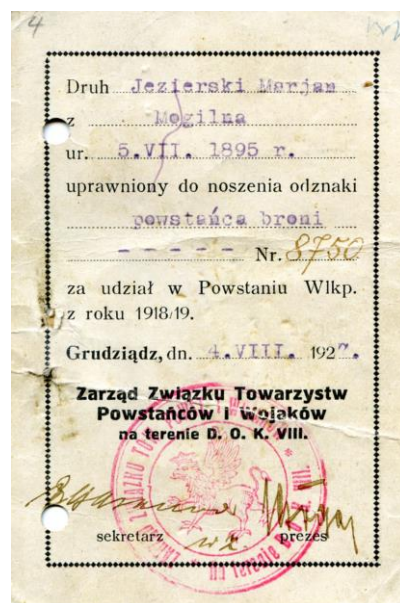 4
Druh Jezierski Marjan
z Mogilna
ur. 5.VII. 1895 r.
uprawniony do noszenia odznaki
powstańca broni
- - - - - Nr. 8750
za udział w Powstaniu Wlkp.
z roku 1918/19.
Grudziądz, dn. 4.VIII. 1927.
Zarząd Związku Towarzystw
Powstańców i Wojaków
na terenie D. O. K. VIII.
sekretarz wz prezes